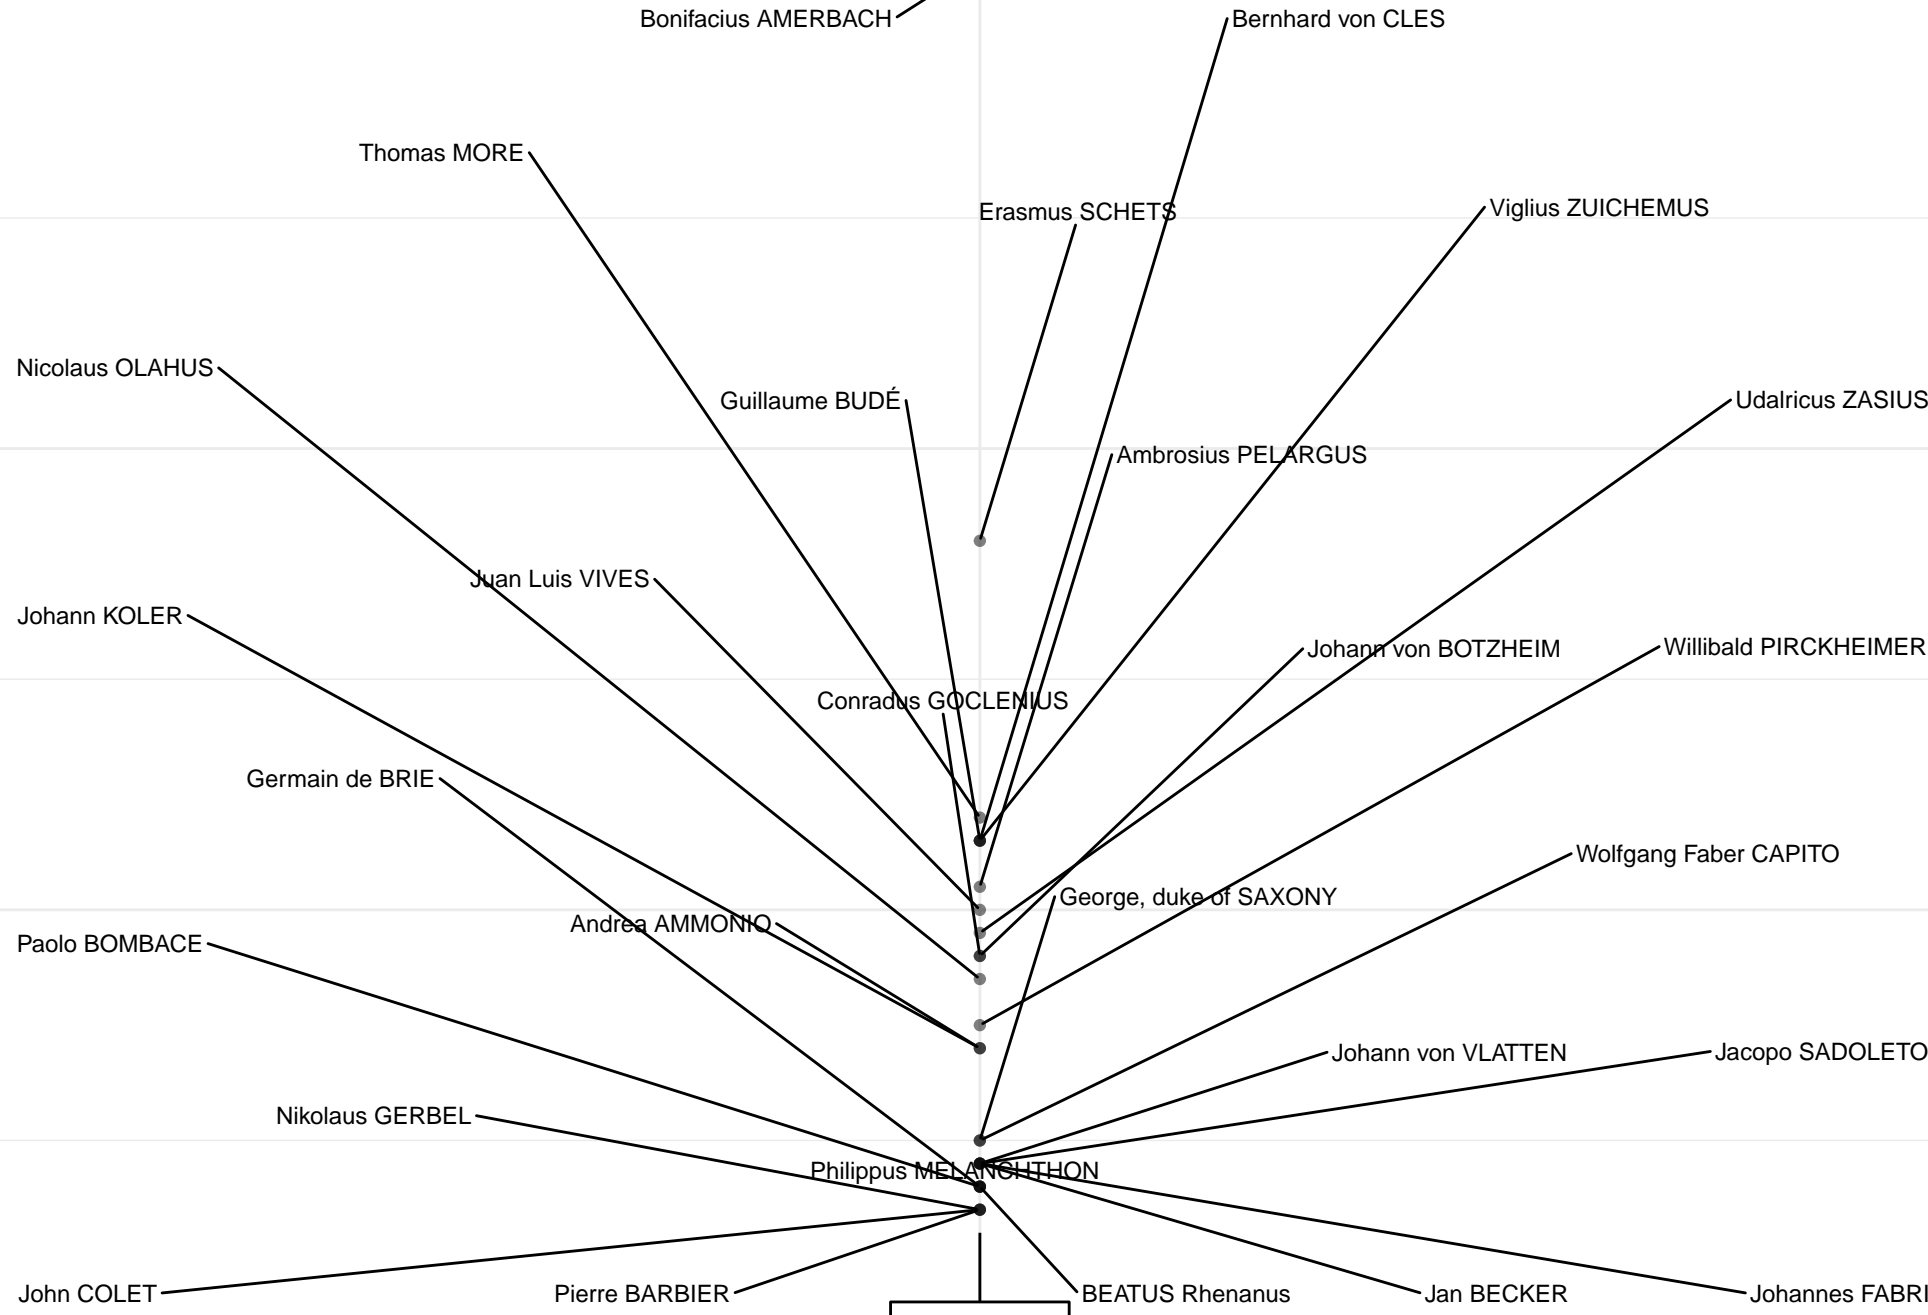 Bonifacius AMERBACH
Bernhard von CLES
Thomas MORE
Erasmus SCHETS
Viglius ZUICHEMUS
Nicolaus OLAHUS
Guillaume BUDÉ
Udalricus ZASIUS
Ambrosius PELARGUS
Juan Luis VIVES
Johann KOLER
Johann von BOTZHEIM
Willibald PIRCKHEIMER
Conradus GOCLENIUS
Germain de BRIE
Wolfgang Faber CAPITO
George, duke of SAXONY
Andrea AMMONIO
Paolo BOMBACE
Johann von VLATTEN
Jacopo SADOLETO
Nikolaus GERBEL
Philippus MELANCHTHON
John COLET
Pierre BARBIER
BEATUS Rhenanus
Jan BECKER
Johannes FABRI